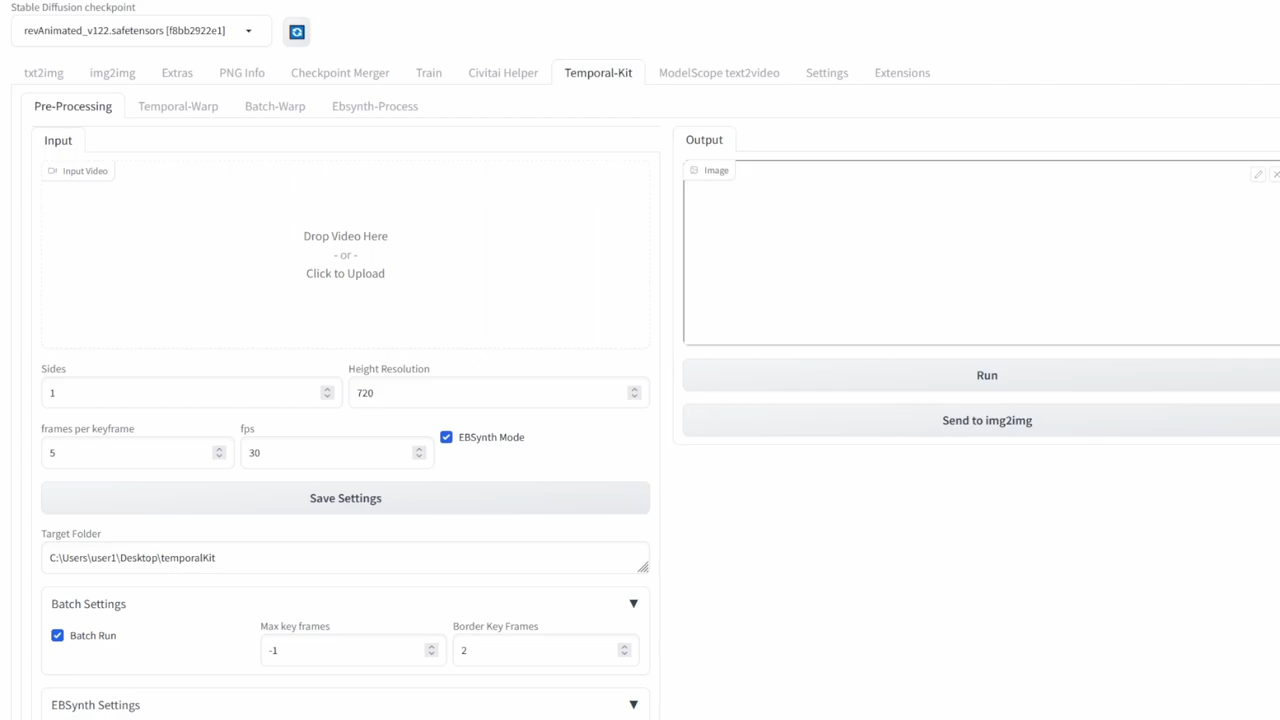 Stable Diffusion checkpoint
revAnimated_v122.safetensors [f8bb2922e1]
txt2img img2img Extras PNG Info Checkpoint Merger Train Civitai Helper Temporal-Kit ModelScope text2video Settings Extensions
Pre-Processing Temporal-Warp Batch-Warp Ebsynth-Process
Input
Input Video
Drop Video Here
- or -
Click to Upload
Sides
1
Height Resolution
720
frames per keyframe
5
fps
30
EBSynth Mode
Save Settings
Target Folder
C:\Users\user1\Desktop\temporalKit
Batch Settings
Batch Run
Max key frames
-1
Border Key Frames
2
EBSynth Settings
Output
Image
Run
Send to img2img